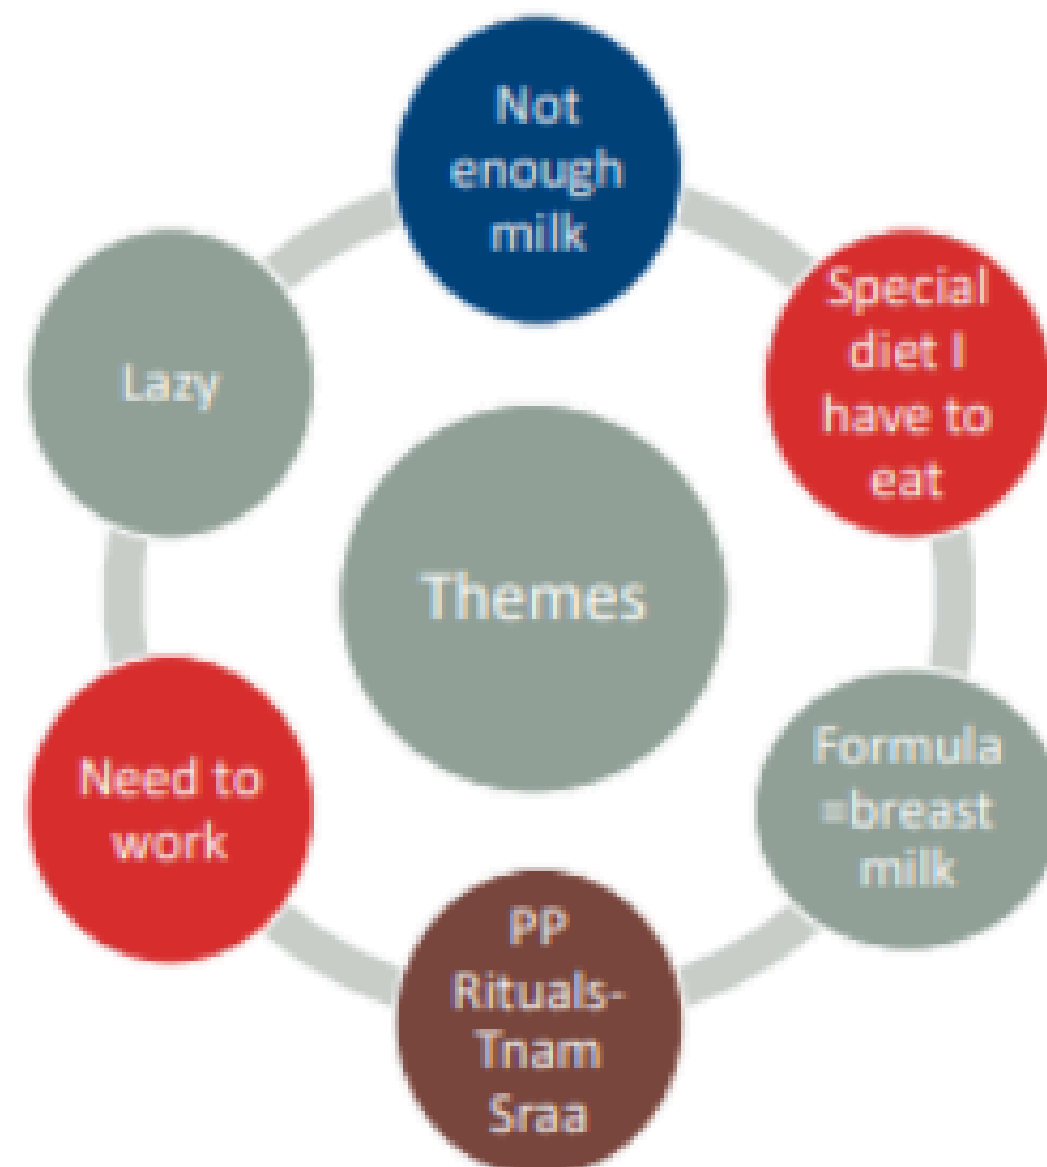 Not
enough
milk
Special
diet I
have to
eat
Formula
=breast
milk
PP
Rituals-
Tnam
Sraa
Need to
work
Lazy
Themes